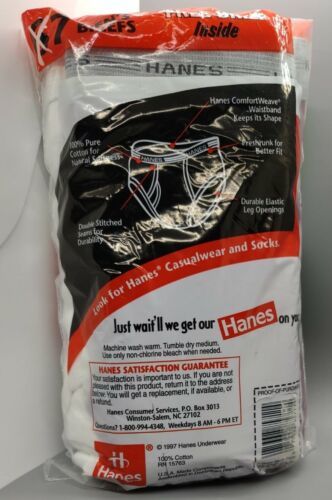 7 BRIEFS
Inside
HANES
Hanes ComfortWeave®
Waistband
Keeps its Shape
100% Pure
Cotton for
Natural Softness
Preshrunk for
Better Fit
HANES HANES
Double Stitched
Seams for
Durability
Durable Elastic
Leg Openings
Look for Hanes® Casualwear and Socks.
Just wait'll we get our Hanes on you
Machine wash warm. Tumble dry medium.
Use only non-chlorine bleach when needed.
HANES SATISFACTION GUARANTEE
Your satisfaction is important to us. If you are
not pleased with this product, return it to the address
below. You will get a replacement, if available, or
a refund.
Hanes Consumer Services, P.O. Box 3013
Winston-Salem, NC 27102
Questions? 1-800-994-4348, Weekdays 8 AM - 6 PM ET
PROOF-OF-PURCHASE
H
Hanes
© 1997 Hanes Underwear
100% Cotton
RN 15763
U.S.A. Made Components